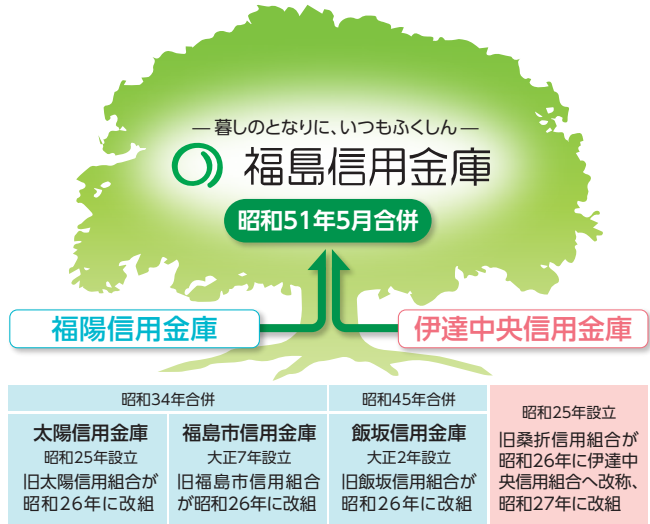 ― 暮しのとなりに、いつもふくしん ―
福島信用金庫
昭和51年5月合併
福陽信用金庫
伊達中央信用金庫
昭和34年合併
太陽信用金庫
昭和25年設立
旧太陽信用組合が
昭和26年に改組
福島市信用金庫
大正7年設立
旧福島市信用組合
が昭和26年に改組
昭和45年合併
飯坂信用金庫
大正2年設立
旧飯坂信用組合が
昭和26年に改組
昭和25年設立
旧桑折信用組合が
昭和26年に伊達中
央信用組合へ改称、
昭和27年に改組